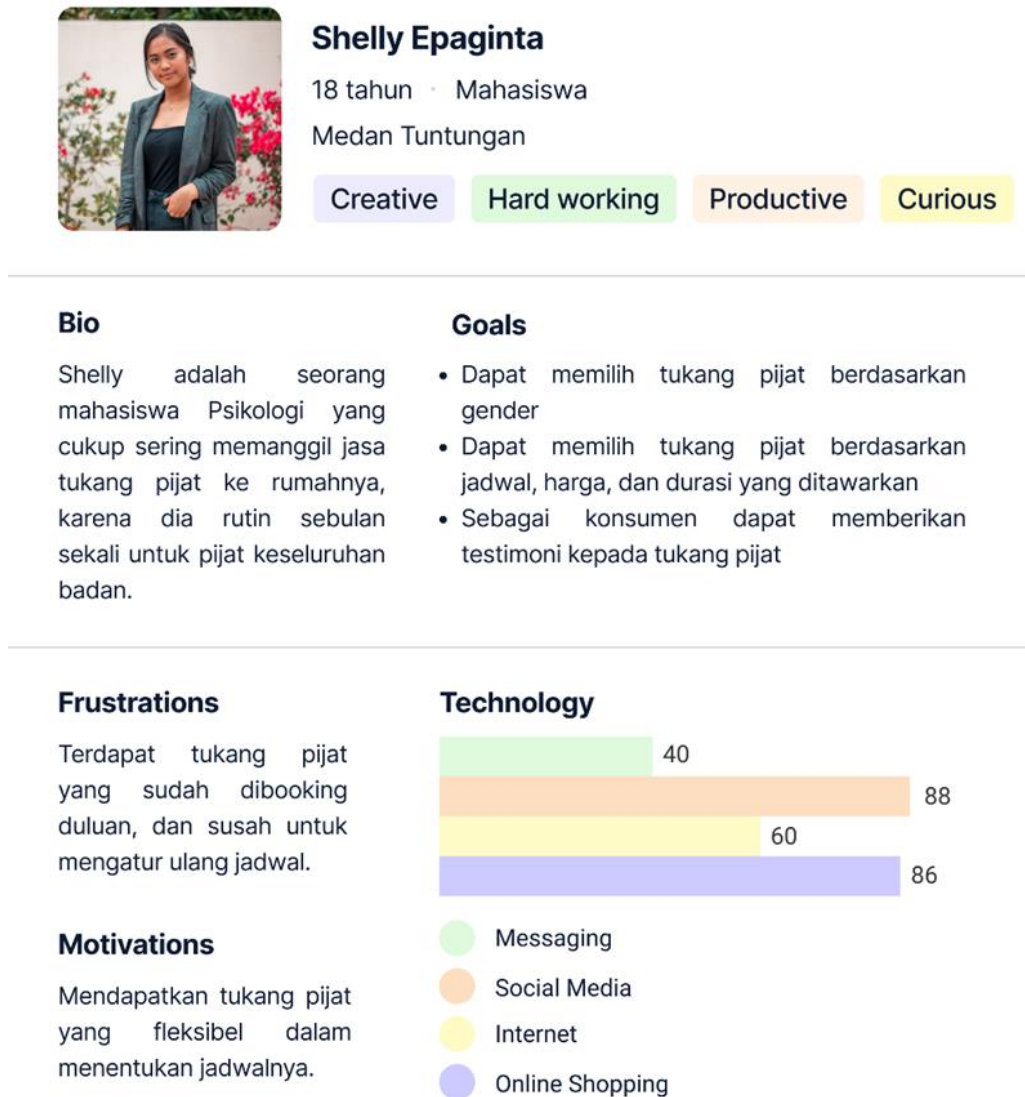 Shelly Epaginta
18 tahun · Mahasiswa
Medan Tuntungan
Creative Hard working Productive Curious
Bio
Shelly adalah seorang
mahasiswa Psikologi yang
cukup sering memanggil jasa
tukang pijat ke rumahnya,
karena dia rutin sebulan
sekali untuk pijat keseluruhan
badan.
Goals
• Dapat memilih tukang pijat berdasarkan
gender
• Dapat memilih tukang pijat berdasarkan
jadwal, harga, dan durasi yang ditawarkan
• Sebagai konsumen dapat memberikan
testimoni kepada tukang pijat
Frustrations
Terdapat tukang pijat
yang sudah dibooking
duluan, dan susah untuk
mengatur ulang jadwal.
Motivations
Mendapatkan tukang pijat
yang fleksibel dalam
menentukan jadwalnya.
Technology
40
88
60
86
Messaging
Social Media
Internet
Online Shopping